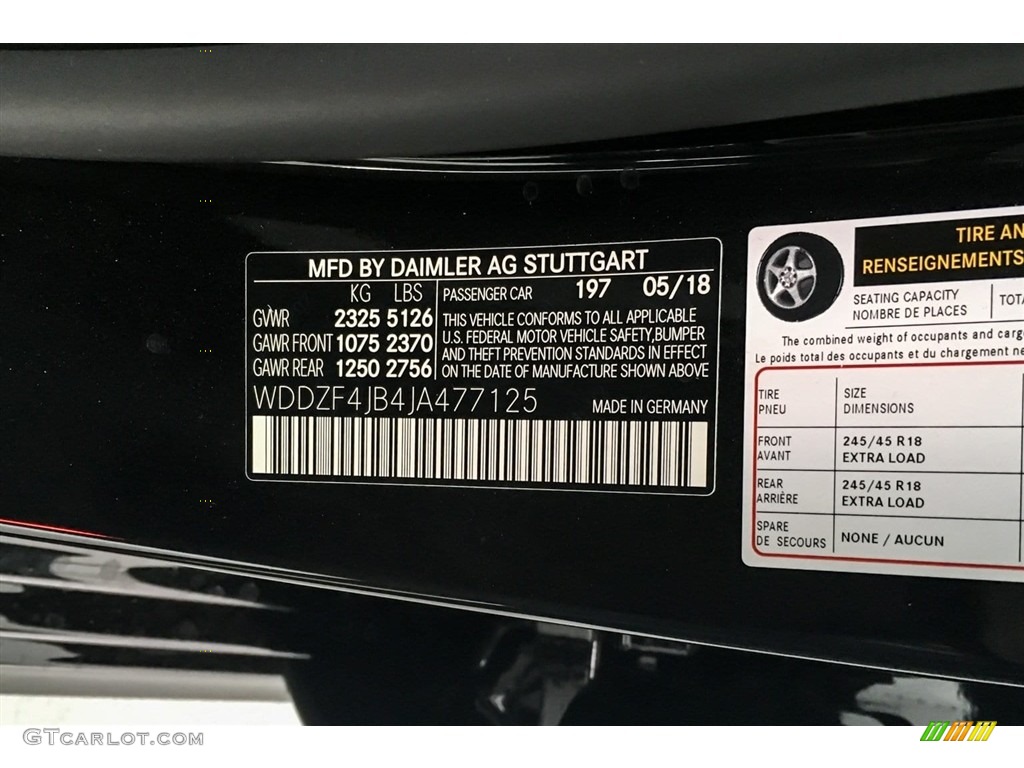 MFD BY DAIMLER AG STUTTGART
KG LBS
GVWR 2325 5126
GAWR FRONT 1075 2370
GAWR REAR 1250 2756
PASSENGER CAR 197 05/18
THIS VEHICLE CONFORMS TO ALL APPLICABLE
U.S. FEDERAL MOTOR VEHICLE SAFETY,BUMPER
AND THEFT PREVENTION STANDARDS IN EFFECT
ON THE DATE OF MANUFACTURE SHOWN ABOVE
WDDZF4JB4JA477125
MADE IN GERMANY
TIRE AN
RENSEIGNEMENTS
SEATING CAPACITY
NOMBRE DE PLACES
TOTA
The combined weight of occupants and carg
Le poids total des occupants et du chargement ne
TIRE
PNEU
SIZE
DIMENSIONS
FRONT
AVANT
245/45 R18
EXTRA LOAD
REAR
ARRIÈRE
245/45 R18
EXTRA LOAD
SPARE
DE SECOURS
NONE / AUCUN
GTCARLOT.COM